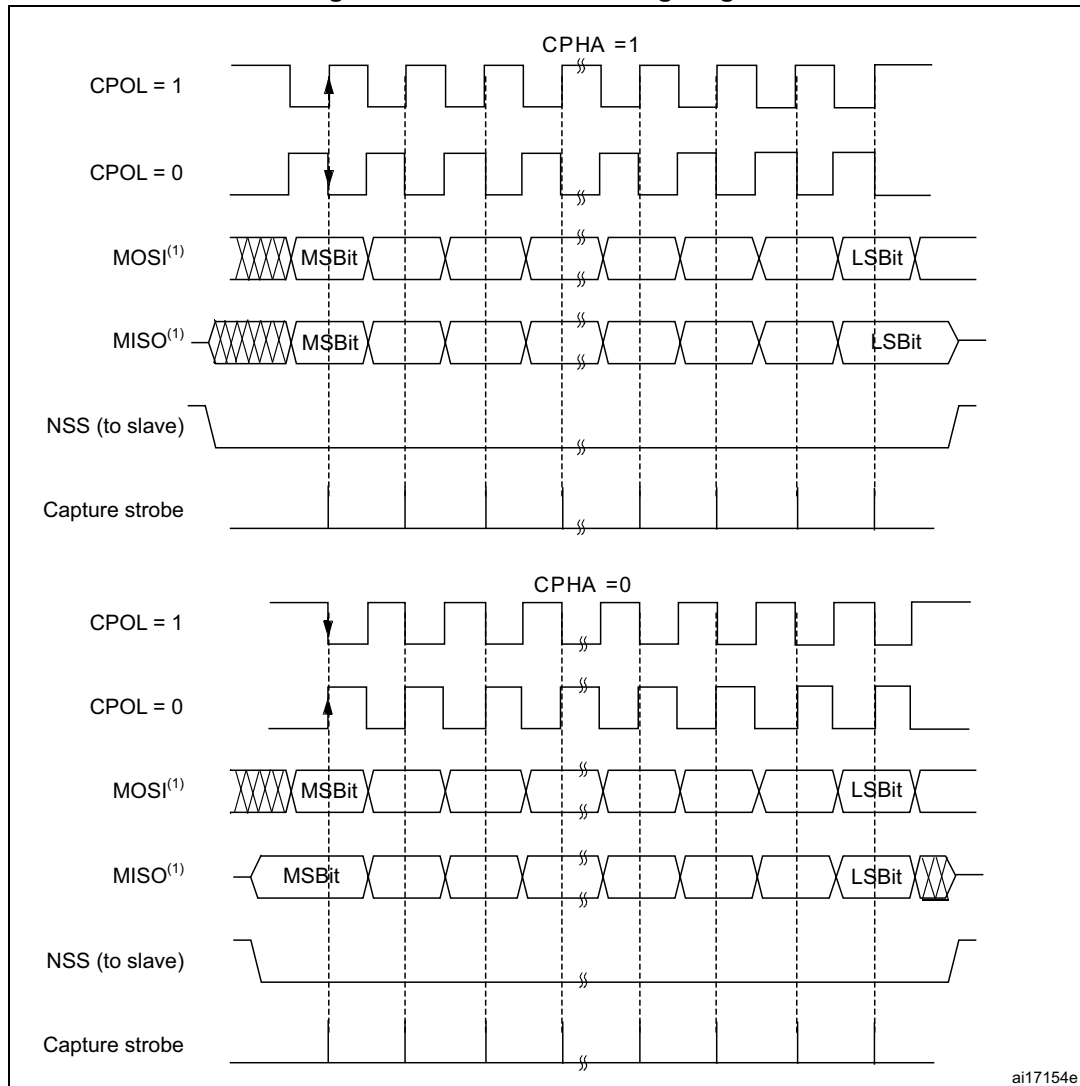 CPHA =1
CPOL = 1
CPOL = 0
MOSI(1)
MSBit
LSBit
MISO(1)
MSBit
LSBit
NSS (to slave)
Capture strobe
CPHA =0
CPOL = 1
CPOL = 0
MOSI(1)
MSBit
LSBit
MISO(1)
MSBit
LSBit
NSS (to slave)
Capture strobe
ai17154e